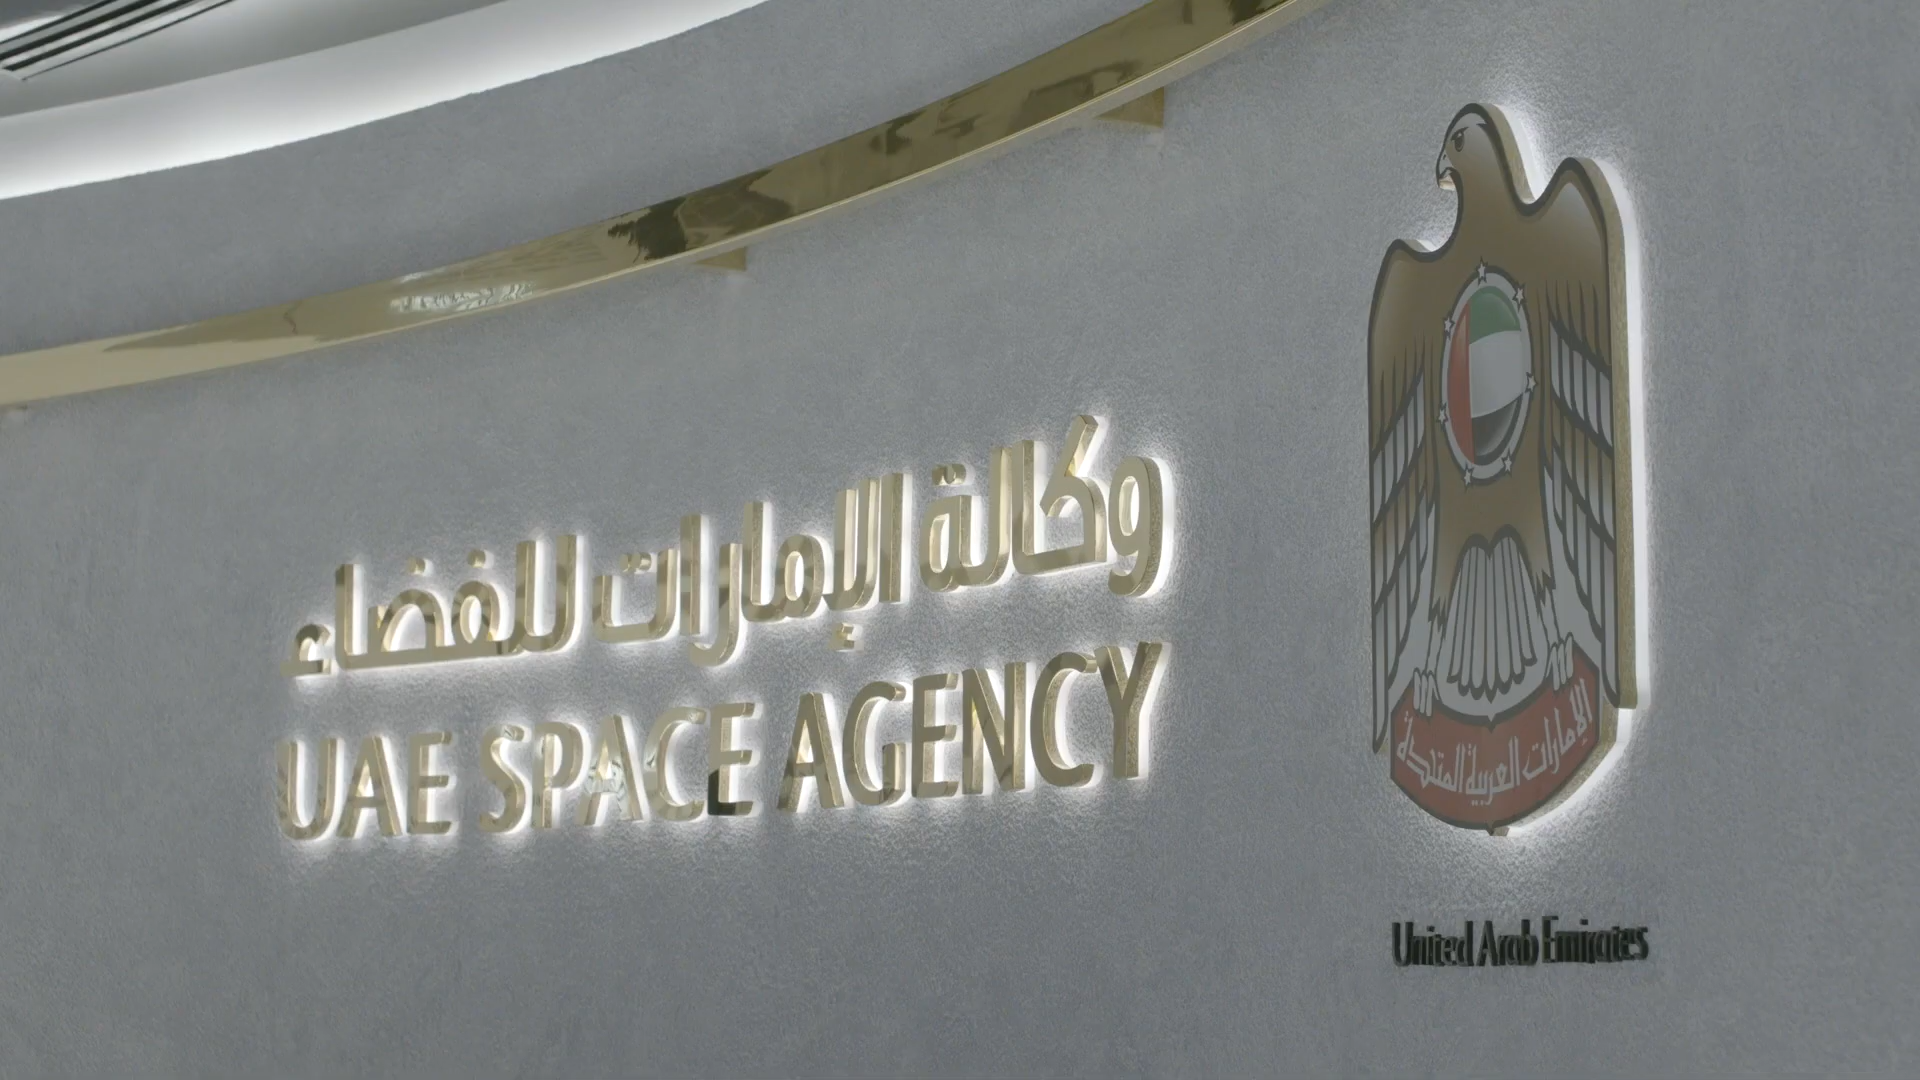 وكالة الإمارات للفضاء
UAE SPACE AGENCY
الإمارات العربية المتحدة
United Arab Emirates